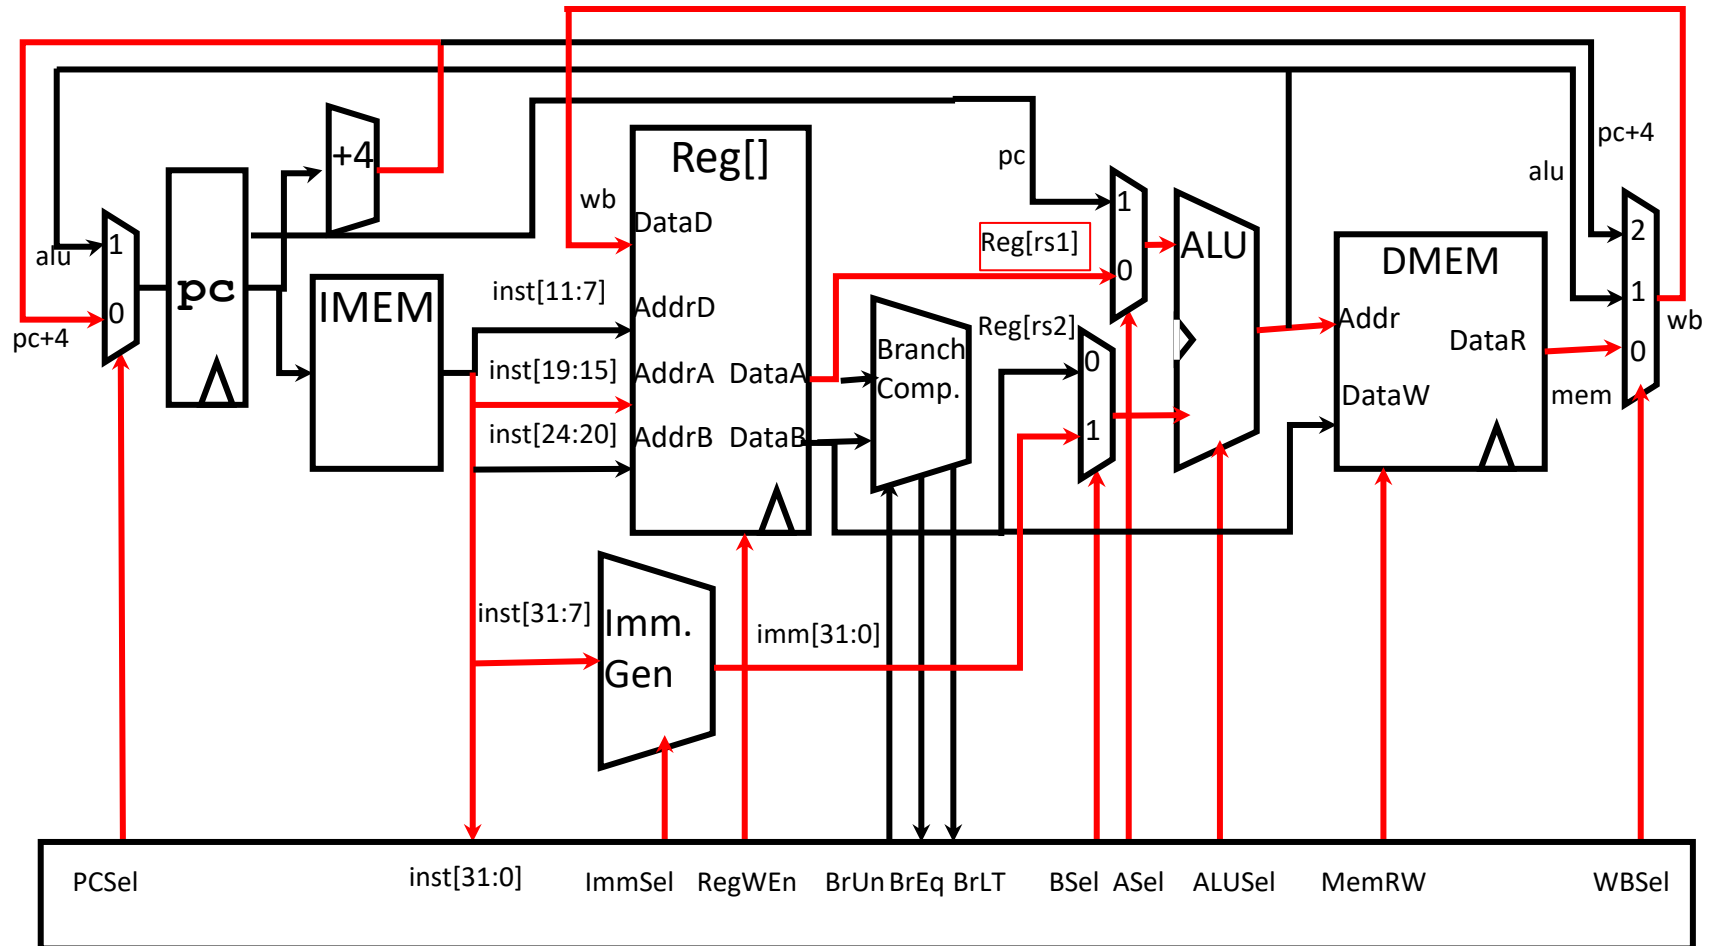 pc+4
alu
+4
Reg[]
pc
wb
DataD
alu
1
pc
0
pc+4
IMEM
inst[11:7]
AddrD
inst[19:15]
AddrA
DataA
inst[24:20]
AddrB
DataB
Branch
Comp.
Reg[rs1]
1
0
Reg[rs2]
0
1
ALU
DMEM
Addr
DataR
DataW
mem
2
1
0
wb
inst[31:7]
Imm.
Gen
imm[31:0]
PCSel
inst[31:0]
ImmSel
RegWEn
BrUn
BrEq
BrLT
BSel
ASel
ALUSel
MemRW
WBSel